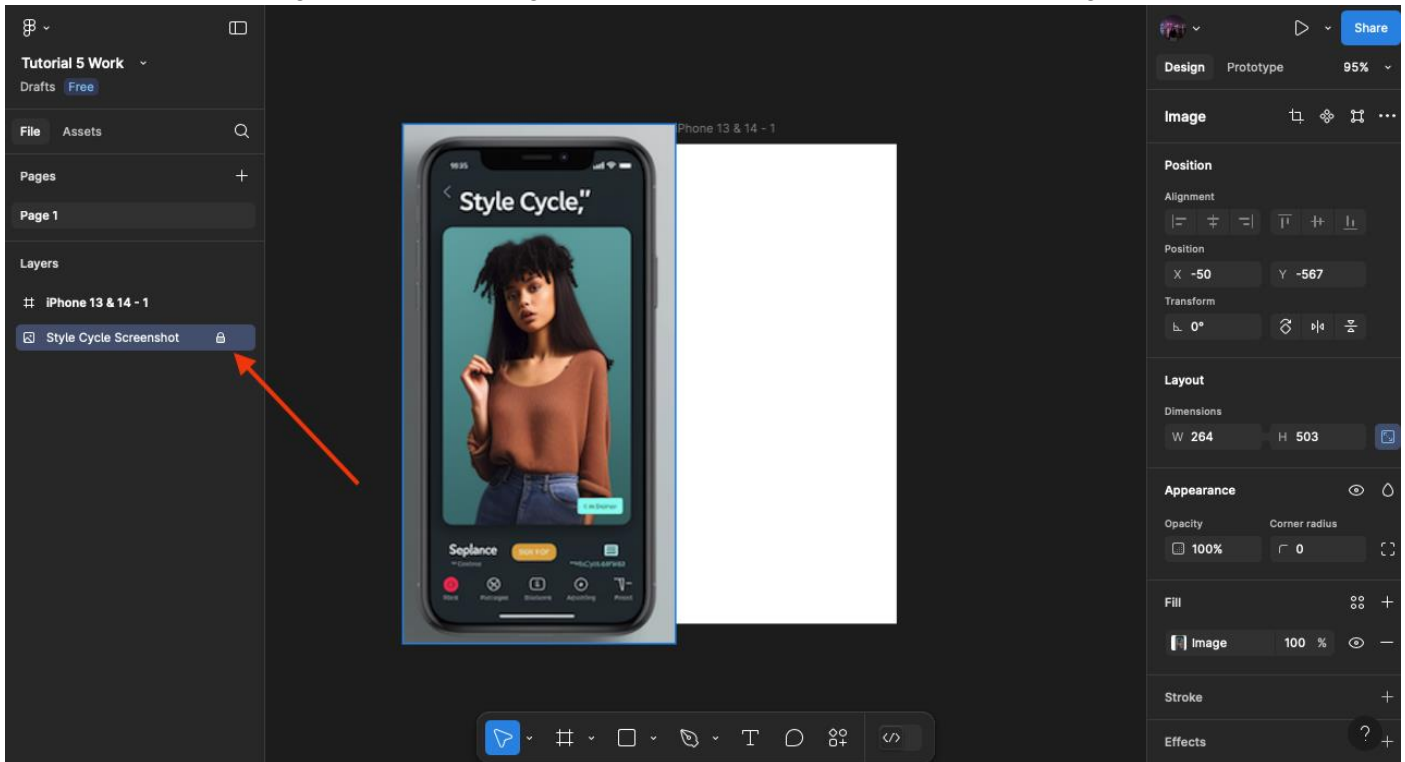 Tutorial 5 Work
Drafts Free
File Assets
Pages
Page 1
Layers
iPhone 13 & 14 - 1
Style Cycle Screenshot
Phone 13 & 14 - 1
Style Cycle,"
Seplance
Share
Design Prototype 95%
Image
Position
Alignment
Position
X -50 Y -567
Transform
0°
Layout
Dimensions
W 264 H 503
Appearance
Opacity Corner radius
100% 0
Fill
Image 100 %
Stroke
Effects
?